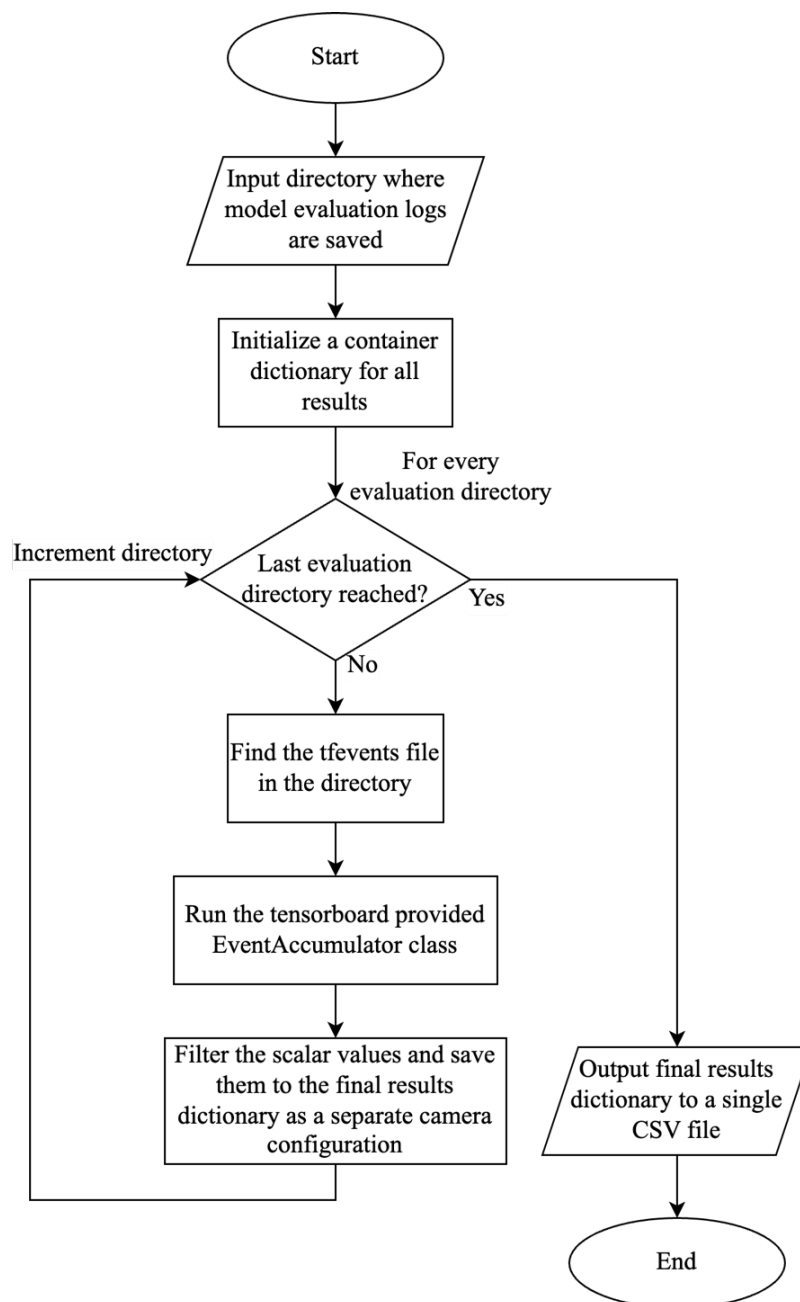 Start
Input directory where
model evaluation logs
are saved
Initialize a container
dictionary for all
results
For every
evaluation directory
Increment directory
Last evaluation
directory reached?
Yes
No
Find the tfevents file
in the directory
Run the tensorboard provided
EventAccumulator class
Filter the scalar values and save
them to the final results
dictionary as a separate camera
configuration
Output final results
dictionary to a single
CSV file
End